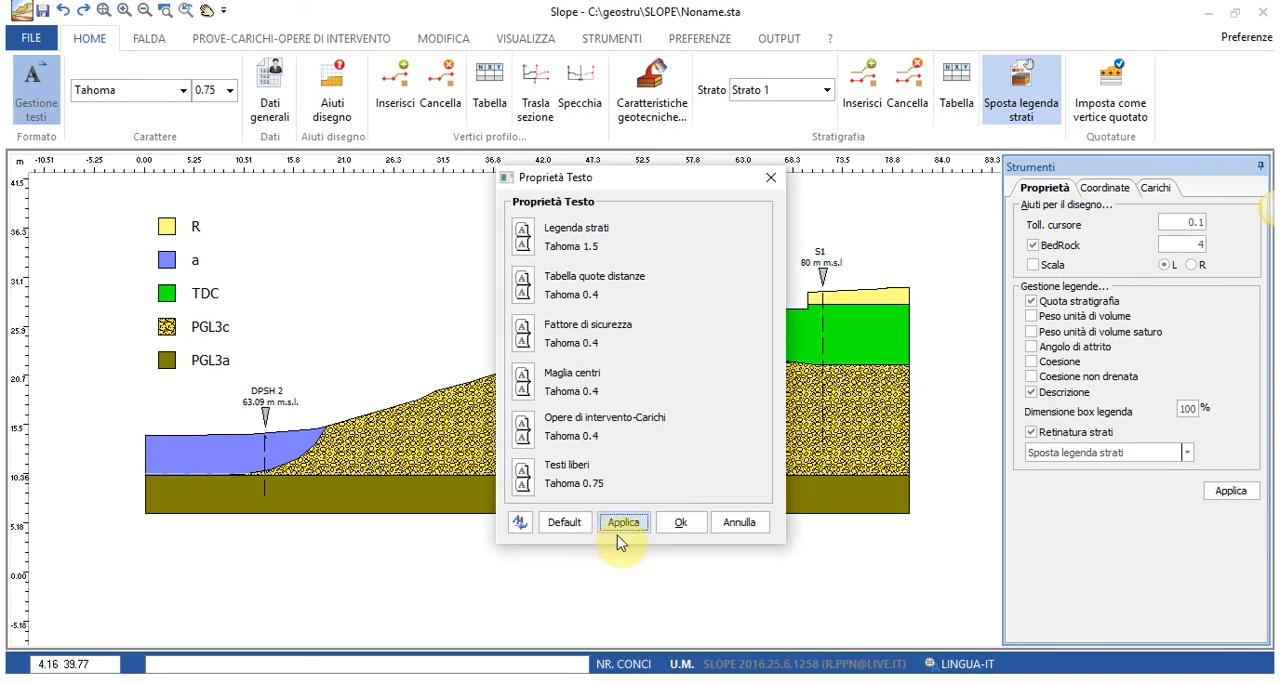 Slope - C:\geostru\SLOPE\Noname.sta
FILE HOME FALDA PROVE-CARICHI-OPERE DI INTERVENTO MODIFICA VISUALIZZA STRUMENTI PREFERENZE OUTPUT ? Preferenze
Gestione testi
Formato
Tahoma 0.75
Carattere
Dati generali
Dati
Aiuti disegno
Aiuti disegno
Inserisci Cancella Tabella Trasla sezione Specchia
Vertici profilo...
Caratteristiche geotecniche...
Strato Strato 1
Inserisci Cancella Tabella Sposta legenda strati
Stratigrafia
Imposta come vertice quotato
Quotature
m -10.51 -5.25 0.00 5.25 10.51 15.8 21.0 26.3 31.5 36.8 42.0 47.3 52.5 57.8 63.0 68.3 73.5 78.8 84.0 89.3
41.5
36.3
31.1
25.9
20.7
15.5
10.36
5.18
0.00
-5.18
R
a
TDC
PGL3c
PGL3a
DPSH 2
63.09 m m.s.l.
S1
80 m m.s.l
Proprietà Testo
Proprietà Testo
Legenda strati
Tahoma 1.5
Tabella quote distanze
Tahoma 0.4
Fattore di sicurezza
Tahoma 0.4
Maglia centri
Tahoma 0.4
Opere di intervento-Carichi
Tahoma 0.4
Testi liberi
Tahoma 0.75
Default Applica Ok Annulla
Strumenti
Proprietà Coordinate Carichi
Aiuti per il disegno...
Toll. cursore 0.1
BedRock 4
Scala L R
Gestione legende...
Quota stratigrafia
Peso unità di volume
Peso unità di volume saturo
Angolo di attrito
Coesione
Coesione non drenata
Descrizione
Dimensione box legenda 100 %
Retinatura strati
Sposta legenda strati
Applica
4.16 39.77 NR. CONCI U.M. SLOPE 2016.25.6.1258 (R.PPN@LIVE.IT) LINGUA-IT